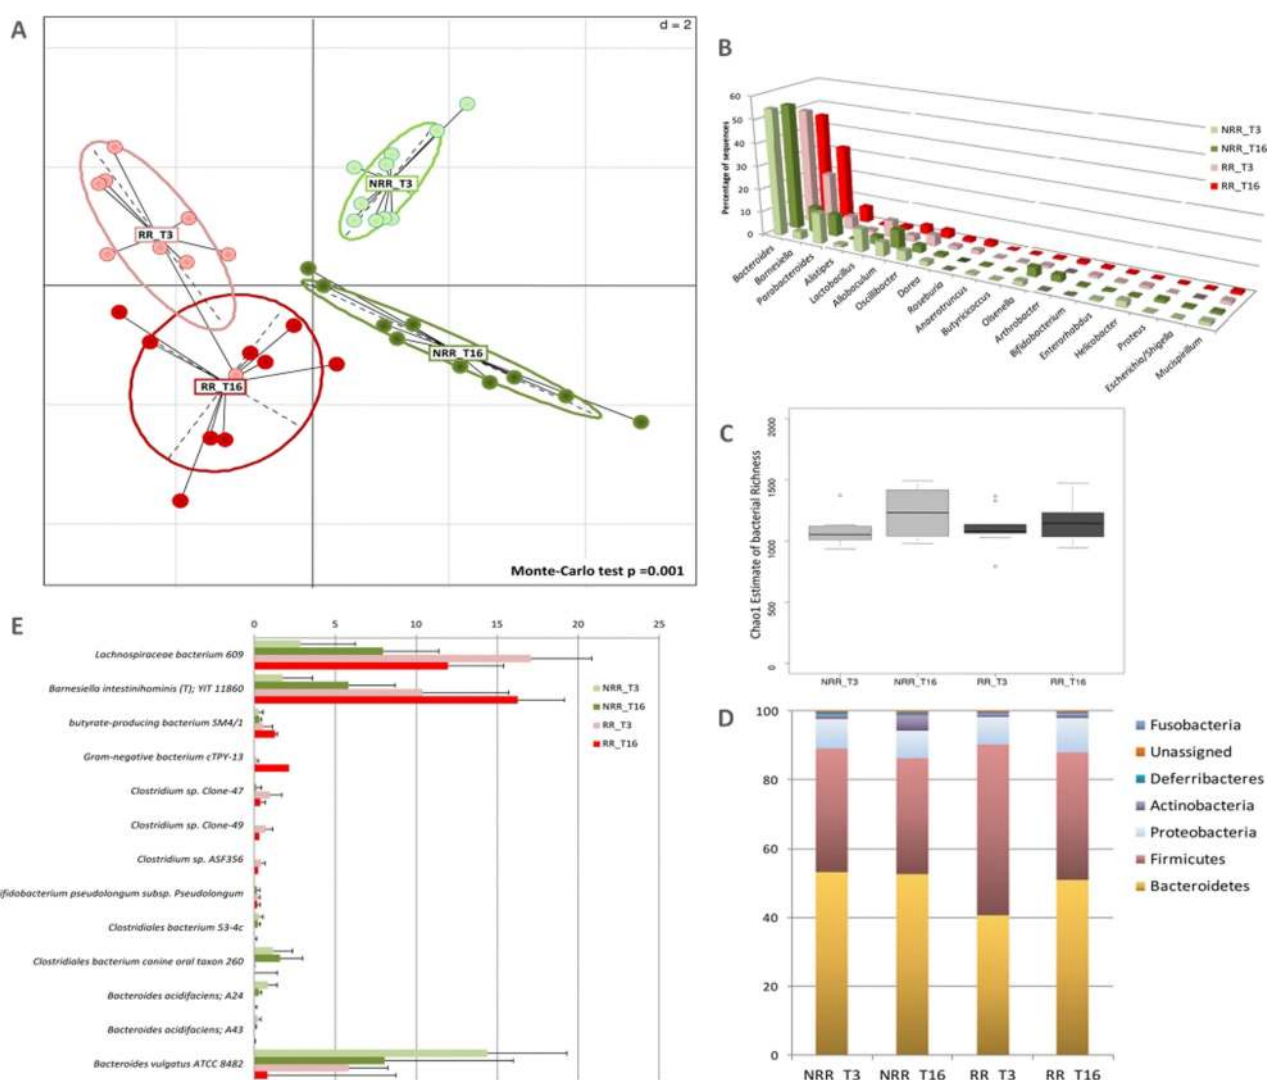 A
d = 2
NRR_T3
RR_T3
NRR_T16
RR_T16
Monte-Carlo test p =0.001
B
Percentage of sequences
60
50
40
30
20
10
0
Bacteroides
Barnesiella
Parabacteroides
Alistipes
Lactobacillus
Allobaculum
Oscillibacter
Dorea
Roseburia
Anaerotruncus
Butyricicoccus
Olsenella
Arthrobacter
Bifidobacterium
Enterorhabdus
Helicobacter
Proteus
Escherichia/Shigella
Mucispirillum
NRR_T3
NRR_T16
RR_T3
RR_T16
C
Chao1 Estimate of bacterial Richness
2000
1500
1000
500
0
NRR_T3 NRR_T16 RR_T3 RR_T16
E
0 5 10 15 20 25
Lachnospiraceae bacterium 609
Barnesiella intestinihominis (T); YIT 11860
butyrate-producing bacterium SM4/1
Gram-negative bacterium cTPY-13
Clostridium sp. Clone-47
Clostridium sp. Clone-49
Clostridium sp. ASF356
ifidobacterium pseudolongum subsp. Pseudolongum
Clostridiales bacterium 53-4c
Clostridiales bacterium canine oral taxon 260
Bacteroides acidifaciens; A24
Bacteroides acidifaciens; A43
Bacteroides vulgatus ATCC 8482
NRR_T3
NRR_T16
RR_T3
RR_T16
D
100
80
60
40
20
0
NRR_T3 NRR_T16 RR_T3 RR_T16
Fusobacteria
Unassigned
Deferribacteres
Actinobacteria
Proteobacteria
Firmicutes
Bacteroidetes